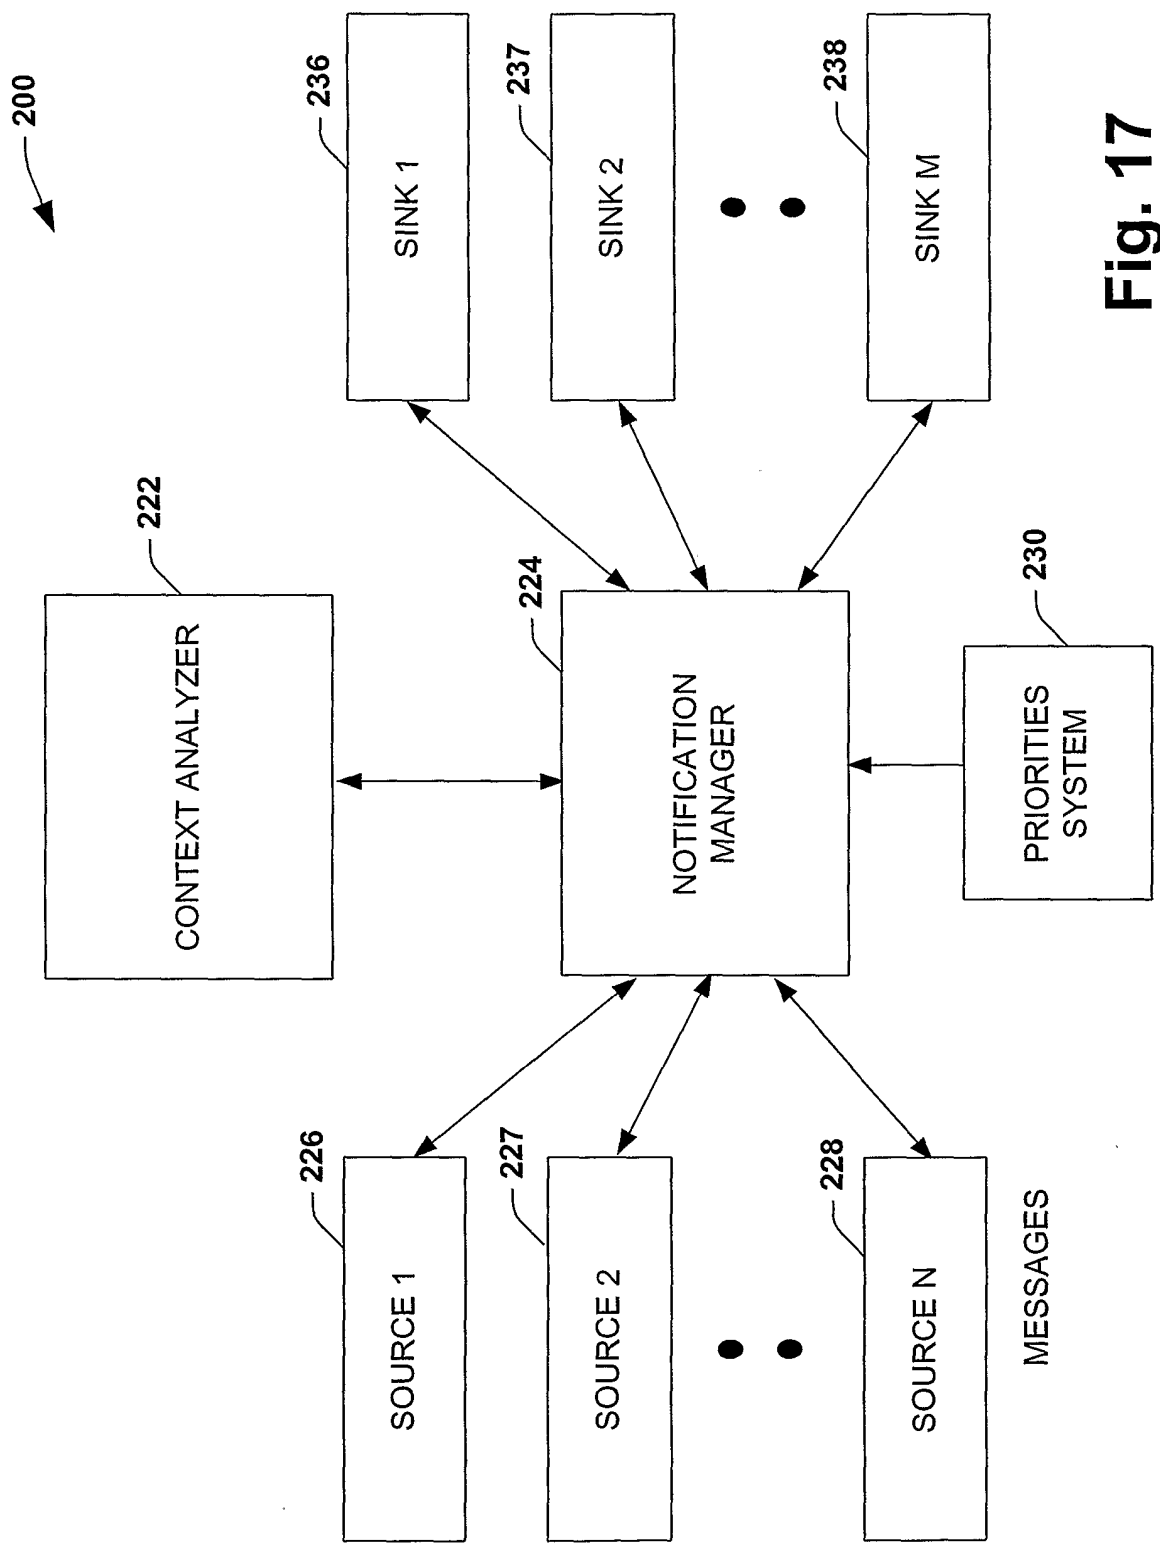 200
222
CONTEXT ANALYZER
226
SOURCE 1
224
236
SINK 1
227
SOURCE 2
NOTIFICATION
MANAGER
237
SINK 2
228
SOURCE N
238
SINK M
MESSAGES
230
PRIORITIES
SYSTEM
Fig. 17